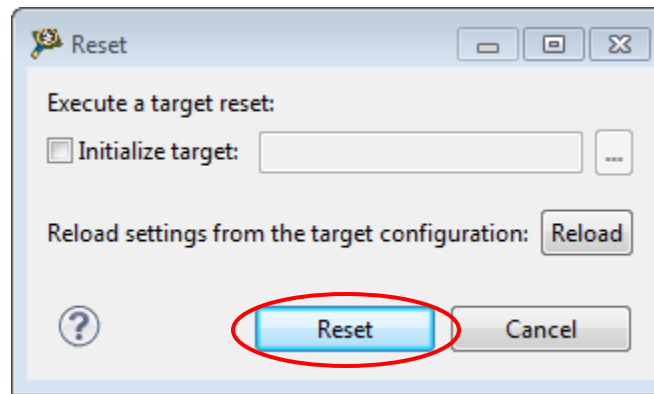 Reset
Execute a target reset:
Initialize target: ...
Reload settings from the target configuration: Reload
? Reset Cancel